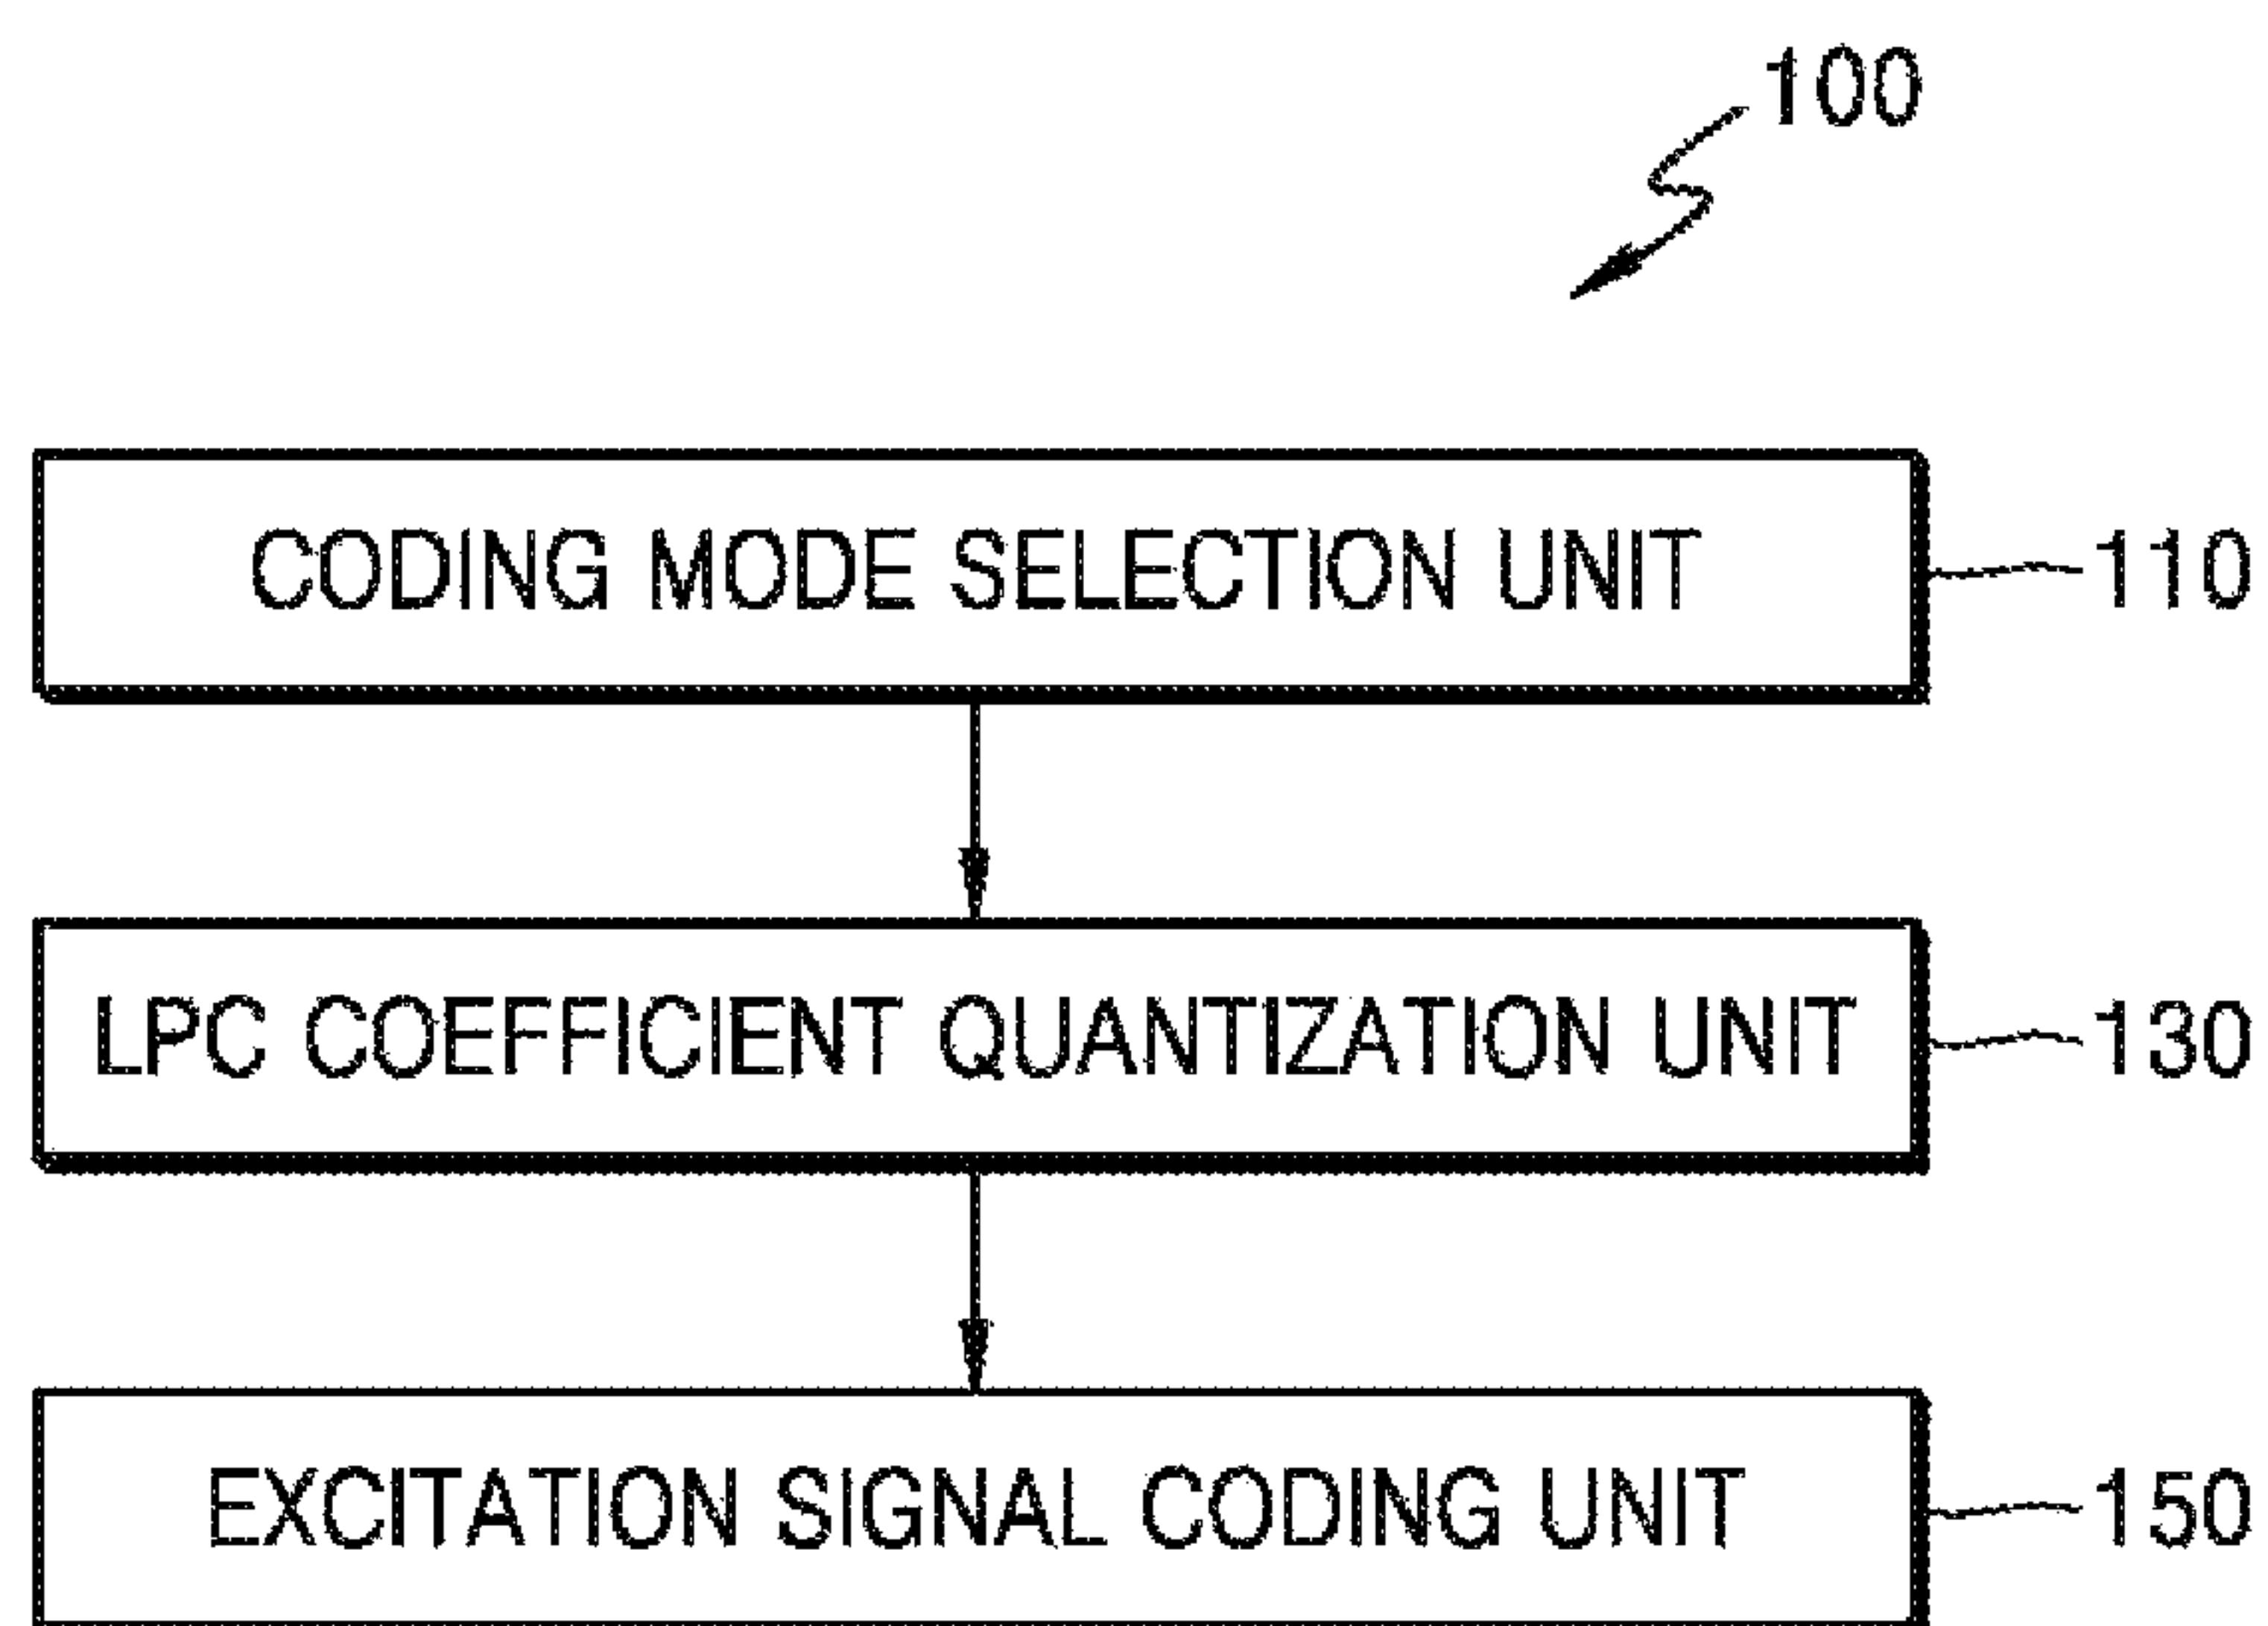 100
CODING MODE SELECTION UNIT
110
LPC COEFFICIENT QUANTIZATION UNIT
130
EXCITATION SIGNAL CODING UNIT
150